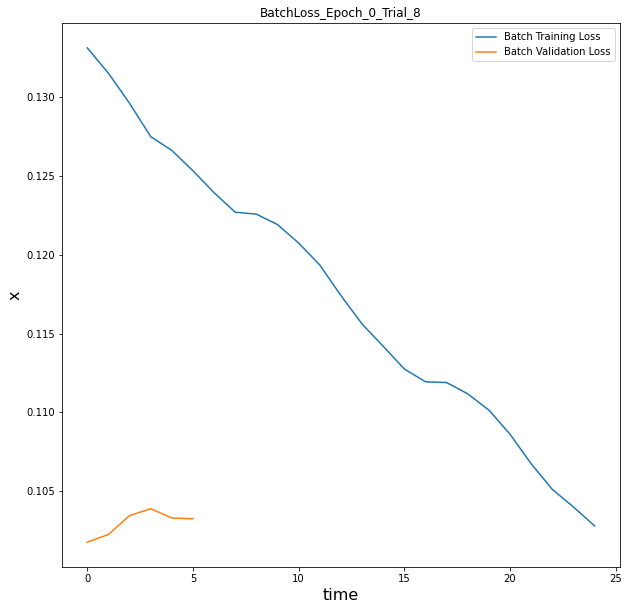 BatchLoss_Epoch_0_Trial_8
Batch Training Loss
Batch Validation Loss
0.130
0.125
0.120
0.115
0.110
0.105
x
0 5 10 15 20 25
time